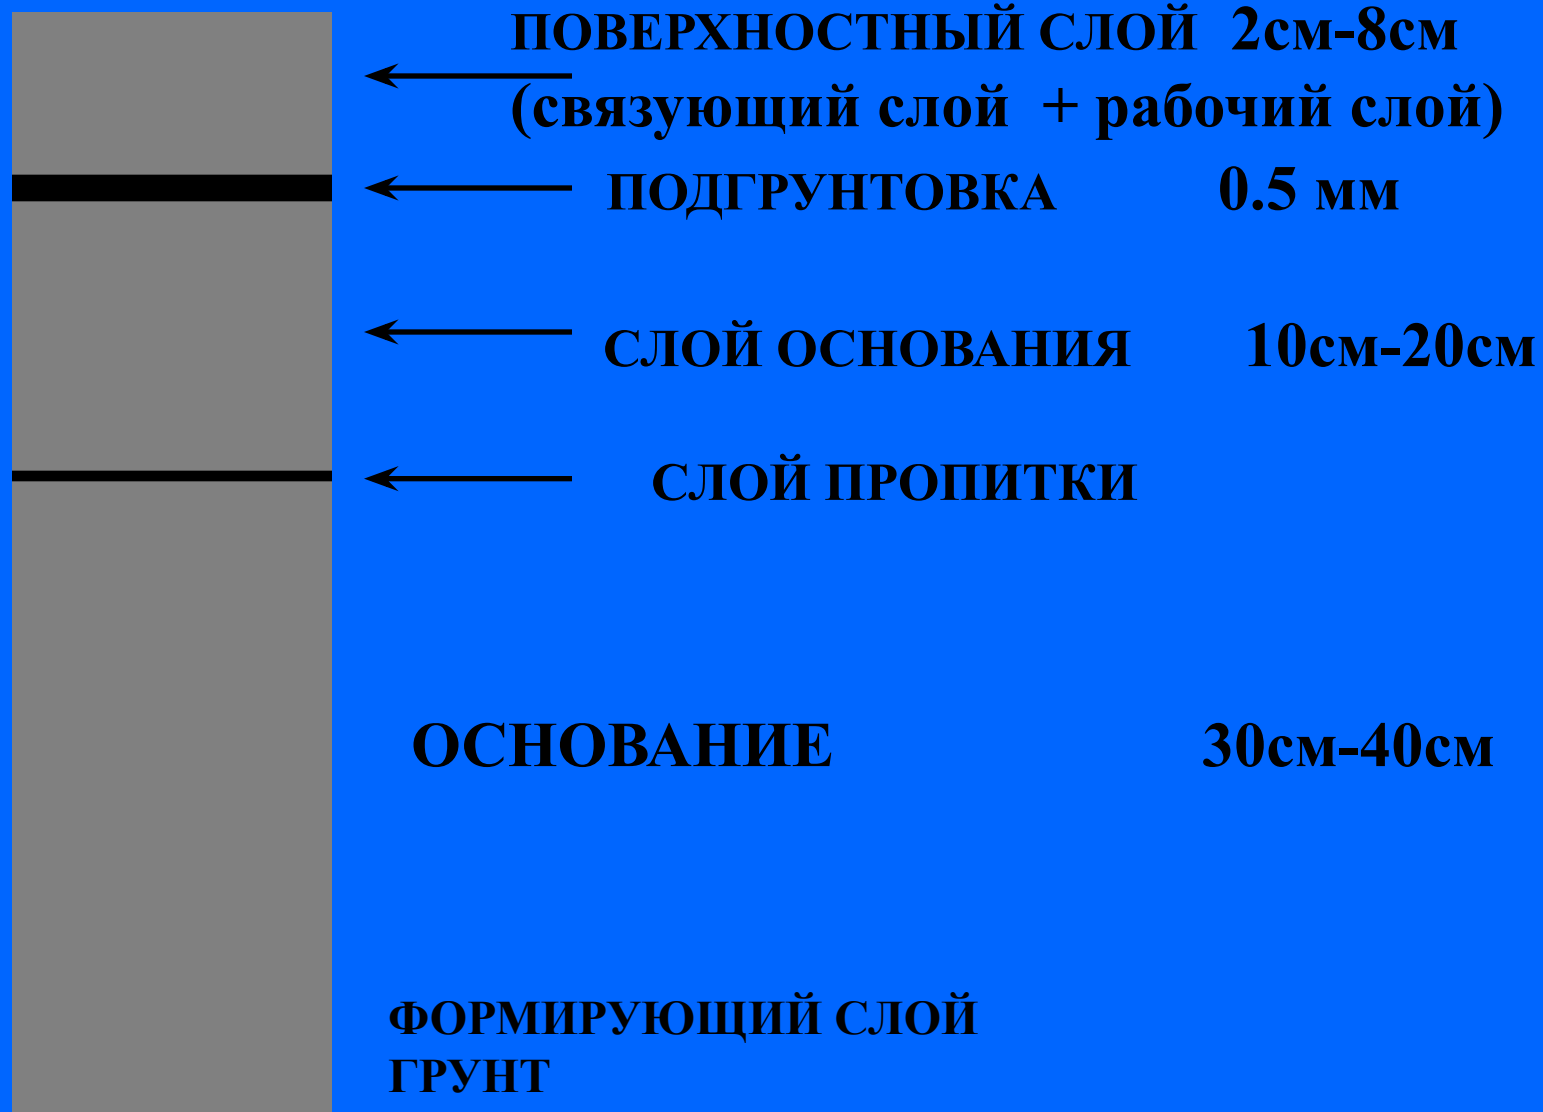 ПОВЕРХНОСТНЫЙ СЛОЙ 2см-8см
(связующий слой + рабочий слой)
ПОДГРУНТОВКА 0.5 мм
СЛОЙ ОСНОВАНИЯ 10см-20см
СЛОЙ ПРОПИТКИ
ОСНОВАНИЕ 30см-40см
ФОРМИРУЮЩИЙ СЛОЙ
ГРУНТ